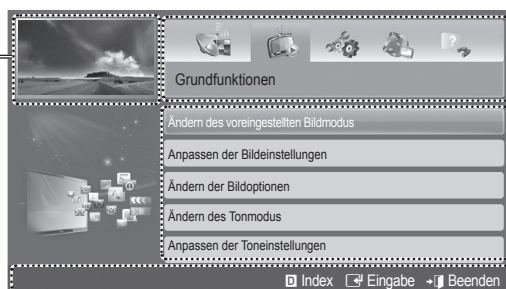 Grundfunktionen
Ändern des voreingestellten Bildmodus
Anpassen der Bildeinstellungen
Ändern der Bildoptionen
Ändern des Tonmodus
Anpassen der Toneinstellungen
D Index Eingabe Beenden